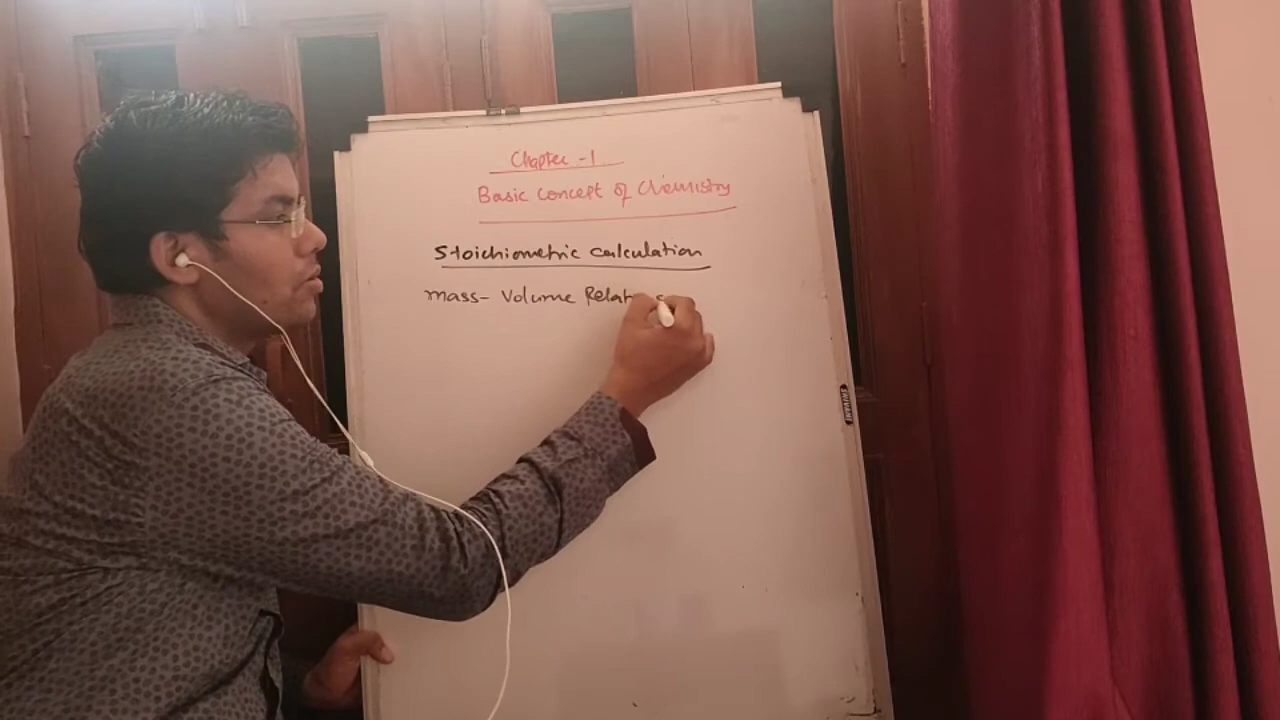 Chapter - 1
Basic Concept of Chemistry
Stoichiometric Calculation
mass- Volume